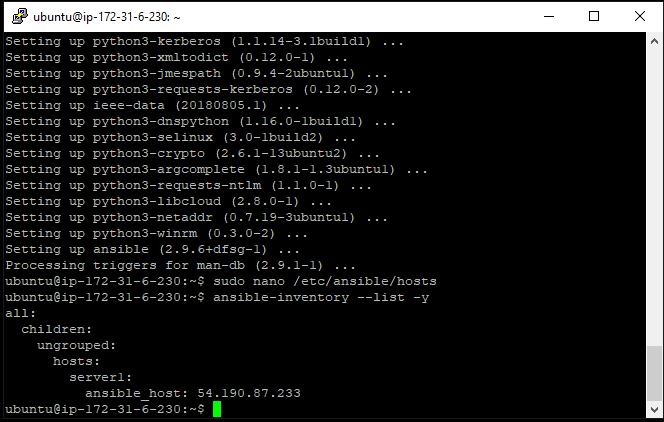 ubuntu@ip-172-31-6-230: ~
Setting up python3-kerberos (1.1.14-3.1build1) ...
Setting up python3-xmltodict (0.12.0-1) ...
Setting up python3-jmespath (0.9.4-2ubuntu1) ...
Setting up python3-requests-kerberos (0.12.0-2) ...
Setting up ieee-data (20180805.1) ...
Setting up python3-dnspython (1.16.0-1build1) ...
Setting up python3-selinux (3.0-1build2) ...
Setting up python3-crypto (2.6.1-13ubuntu2) ...
Setting up python3-argcomplete (1.8.1-1.3ubuntu1) ...
Setting up python3-requests-ntlm (1.1.0-1) ...
Setting up python3-libcloud (2.8.0-1) ...
Setting up python3-netaddr (0.7.19-3ubuntu1) ...
Setting up python3-winrm (0.3.0-2) ...
Setting up ansible (2.9.6+dfsg-1) ...
Processing triggers for man-db (2.9.1-1) ...
ubuntu@ip-172-31-6-230:~$ sudo nano /etc/ansible/hosts
ubuntu@ip-172-31-6-230:~$ ansible-inventory --list -y
all:
  children:
    ungrouped:
      hosts:
        server1:
          ansible_host: 54.190.87.233
ubuntu@ip-172-31-6-230:~$